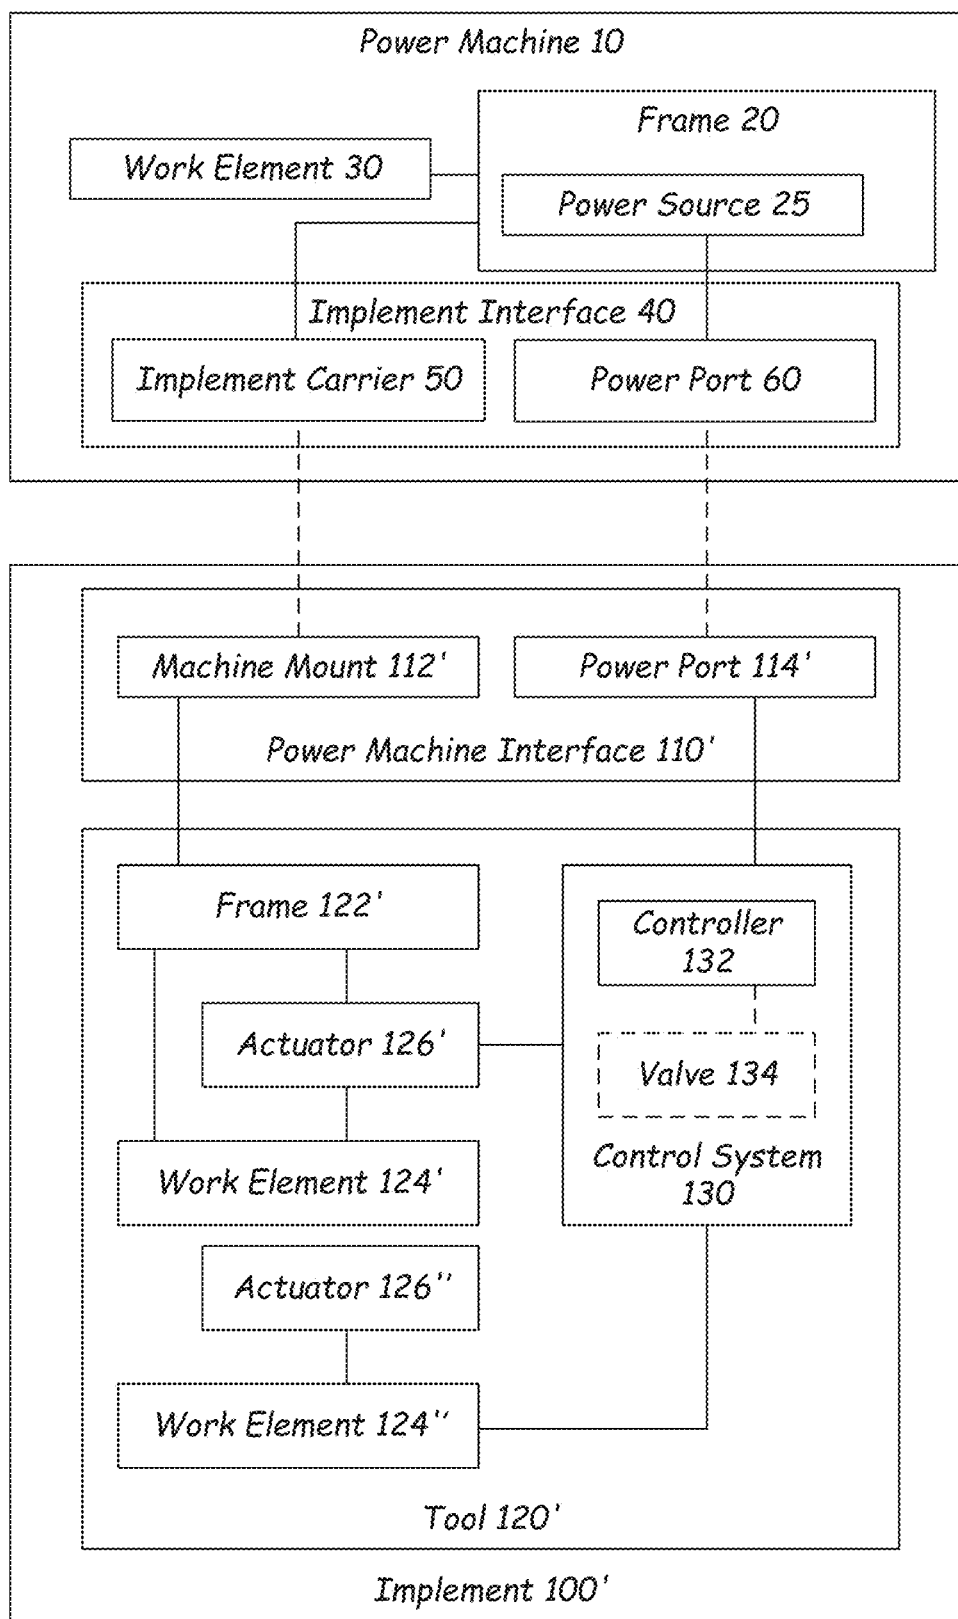 Power Machine 10
Frame 20
Work Element 30
Power Source 25
Implement Interface 40
Implement Carrier 50
Power Port 60
Machine Mount 112'
Power Port 114'
Power Machine Interface 110'
Frame 122'
Controller
132
Actuator 126'
Valve 134
Control System
130
Work Element 124'
Actuator 126''
Work Element 124''
Tool 120'
Implement 100'